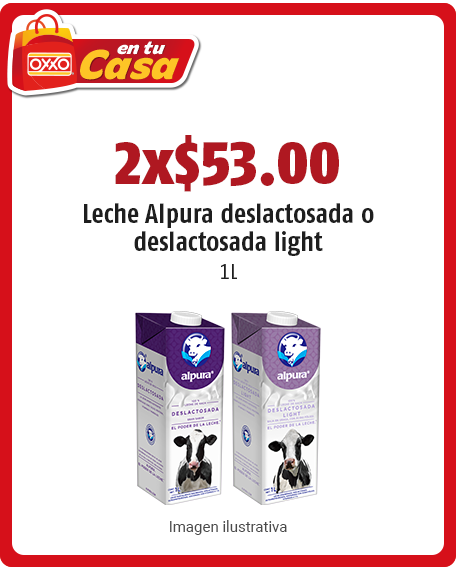 en tu
OXXO
Casa
2x$53.00
Leche Alpura deslactosada o
deslactosada light
1L
alpura
alpura
DESLACTOSADA
EL PODER DE LA LECHE
alpura
DESLACTOSADA
LIGHT
EL PODER DE LA LECHE
Imagen ilustrativa